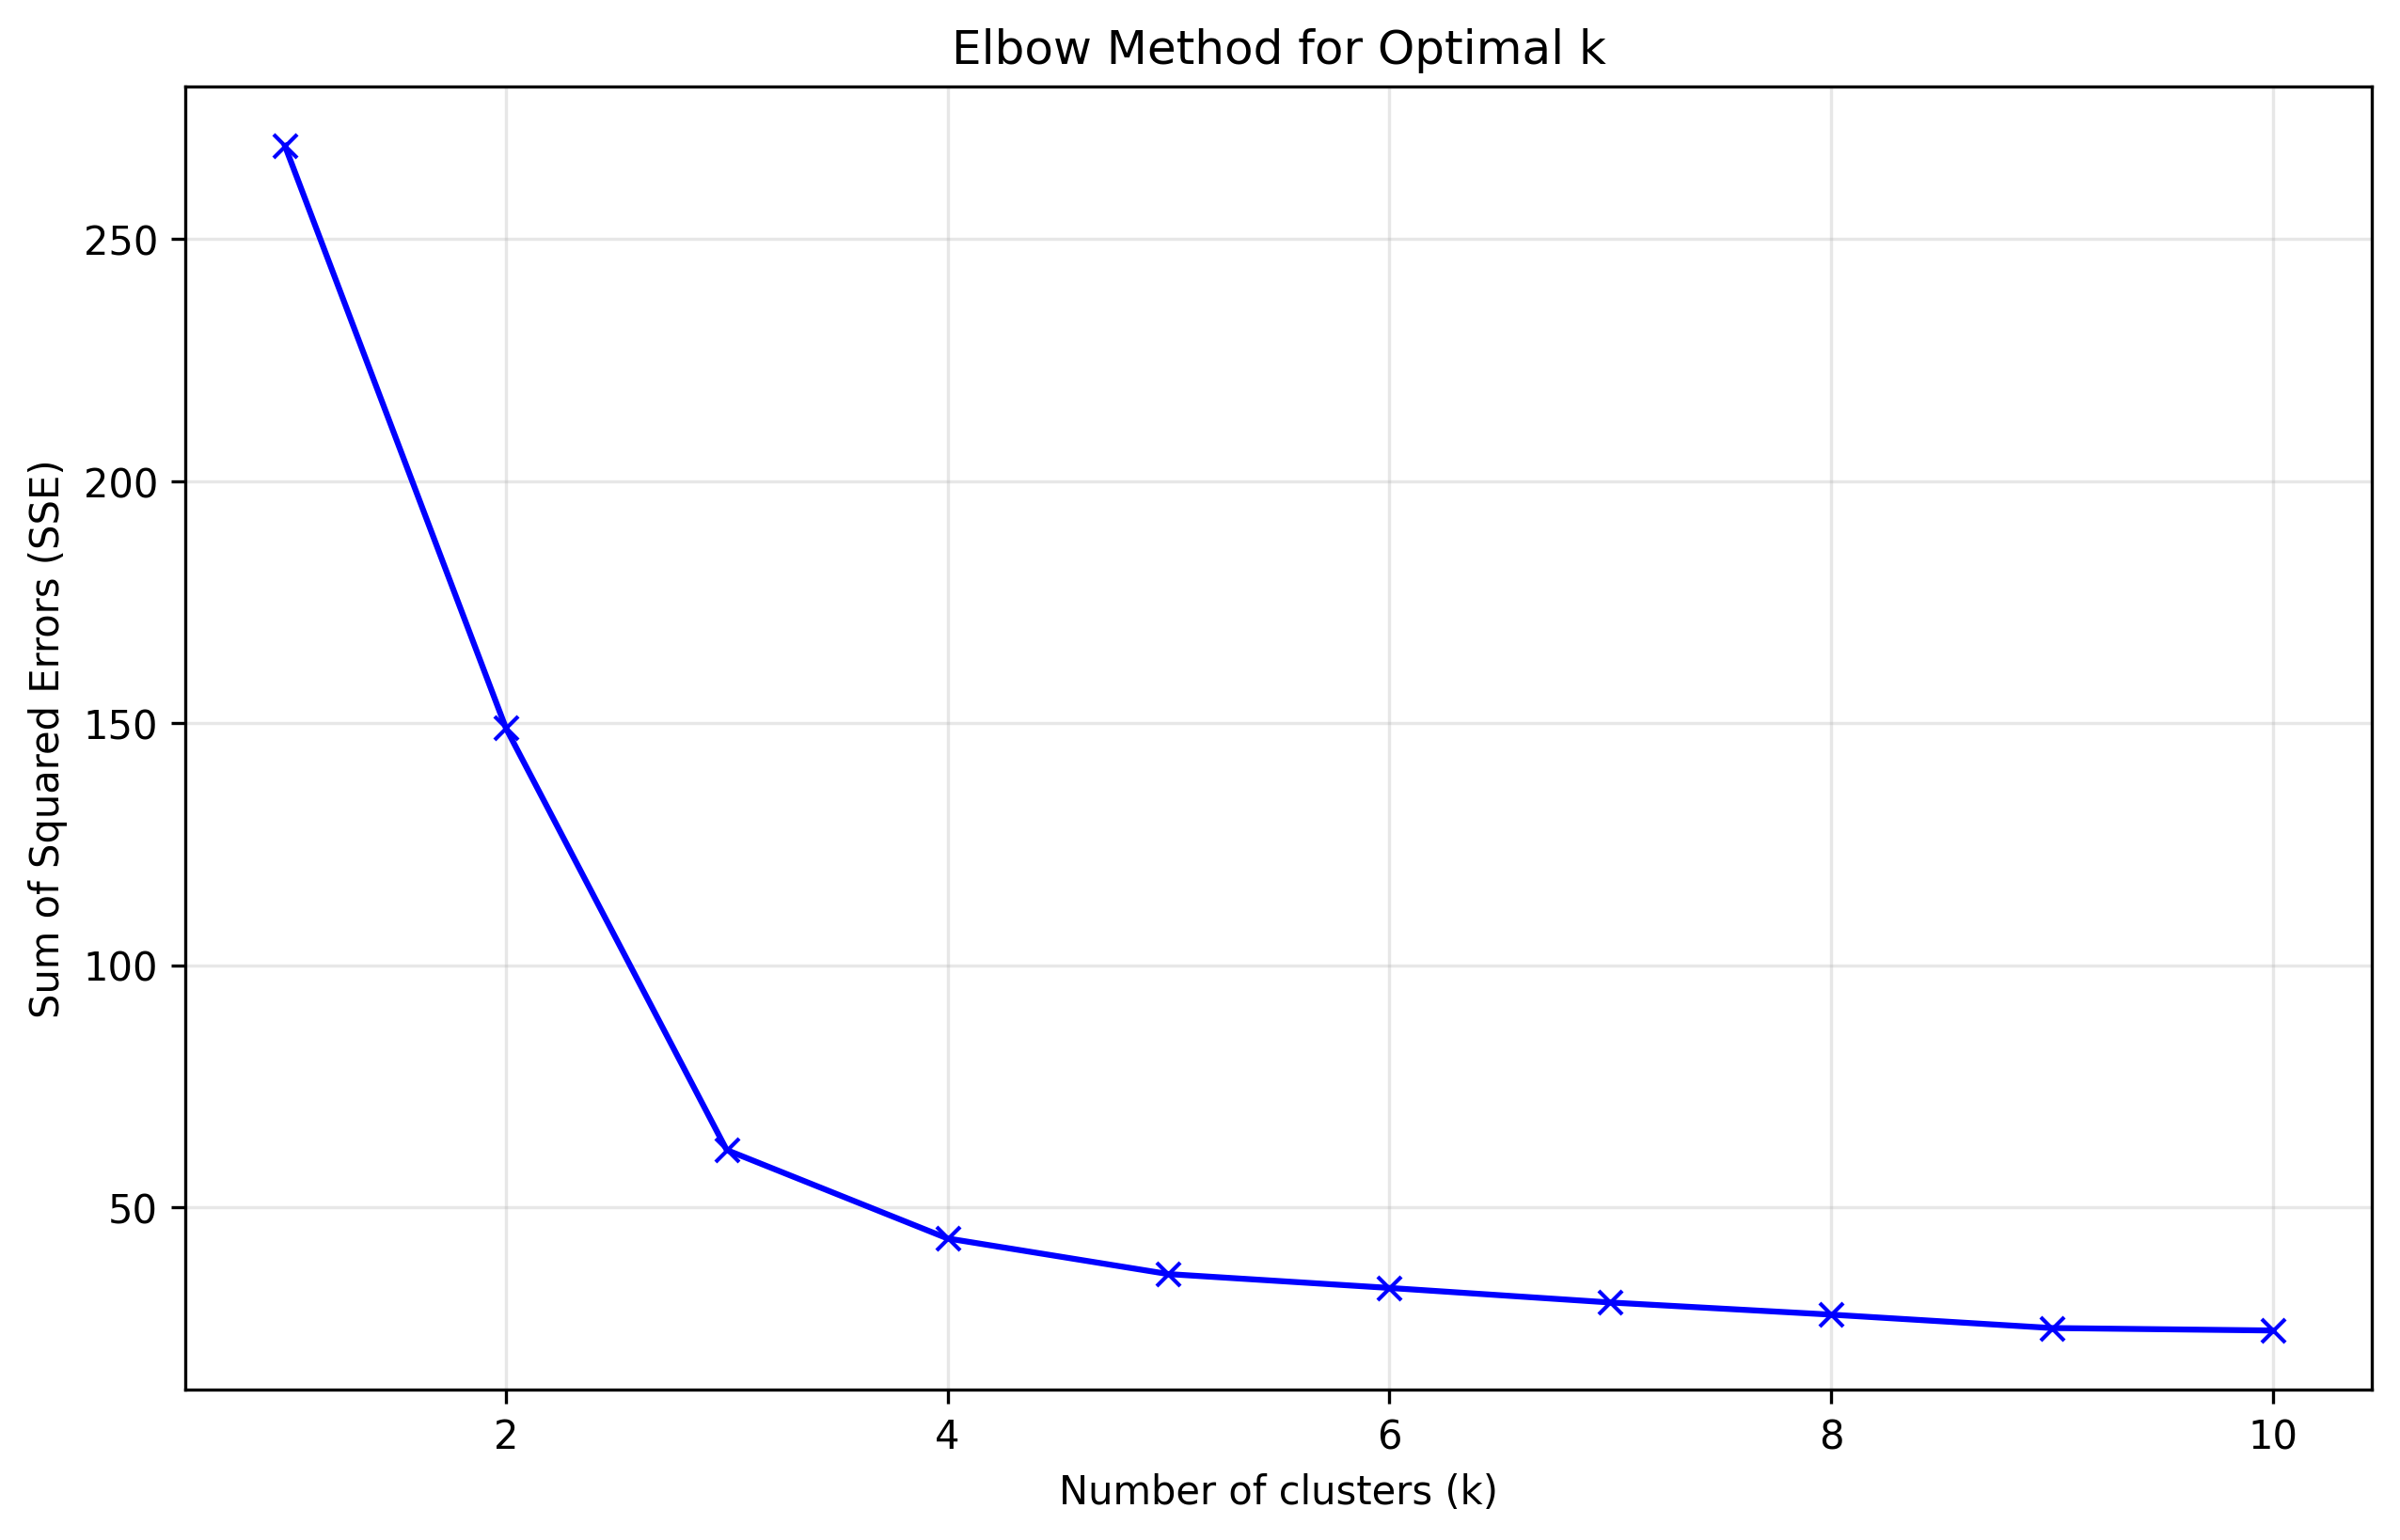 Elbow Method for Optimal k
Sum of Squared Errors (SSE)
250
200
150
100
50
2 4 6 8 10
Number of clusters (k)